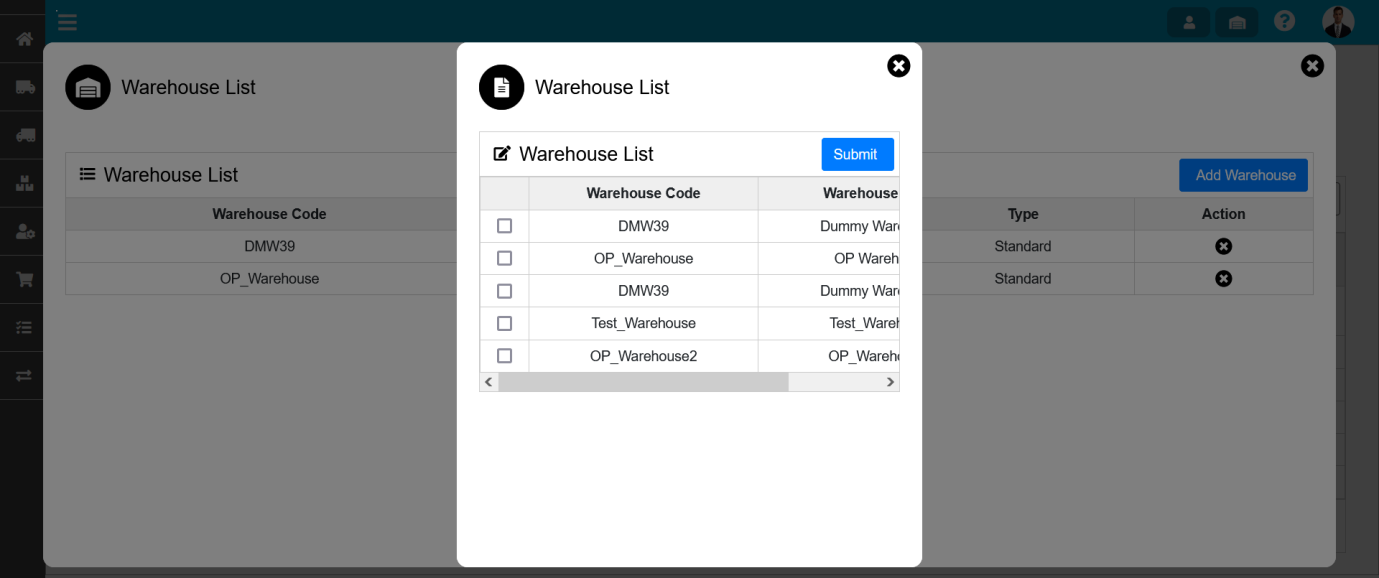 Warehouse List
Warehouse List Add Warehouse
Warehouse Code Type Action
DMW39 Standard
OP_Warehouse Standard
Warehouse List
Warehouse List Submit
Warehouse Code Warehouse
DMW39 Dummy Ware
OP_Warehouse OP Wareh
DMW39 Dummy Ware
Test_Warehouse Test_Wareh
OP_Warehouse2 OP_Wareho